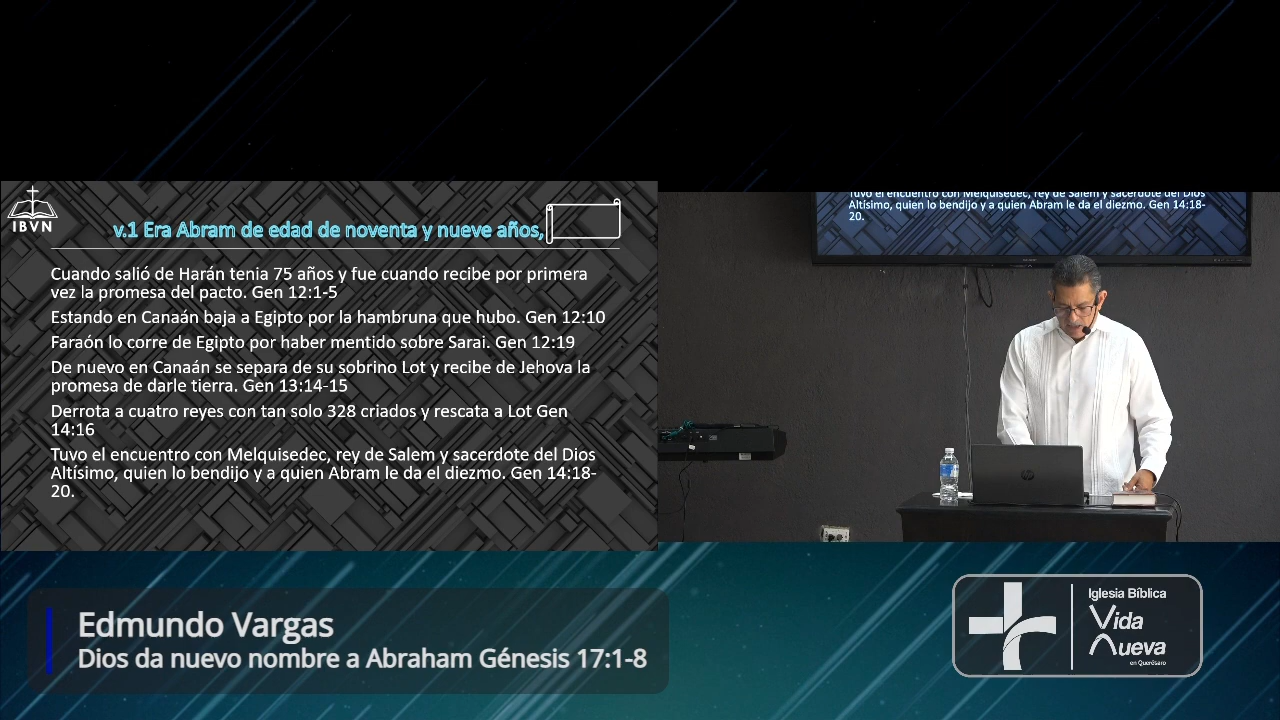 IBVN
v.1 Era Abram de edad de noventa y nueve años,
Cuando salió de Harán tenia 75 años y fue cuando recibe por primera
vez la promesa del pacto. Gen 12:1-5
Estando en Canaán baja a Egipto por la hambruna que hubo. Gen 12:10
Faraón lo corre de Egipto por haber mentido sobre Sarai. Gen 12:19
De nuevo en Canaán se separa de su sobrino Lot y recibe de Jehova la
promesa de darle tierra. Gen 13:14-15
Derrota a cuatro reyes con tan solo 328 criados y rescata a Lot Gen
14:16
Tuvo el encuentro con Melquisedec, rey de Salem y sacerdote del Dios
Altísimo, quien lo bendijo y a quien Abram le da el diezmo. Gen 14:18-
20.
Tuvo el encuentro con Melquisedec, rey de Salem y sacerdote del Dios
Altísimo, quien lo bendijo y a quien Abram le da el diezmo. Gen 14:18-
20.
hp
Edmundo Vargas
Dios da nuevo nombre a Abraham Génesis 17:1-8
Iglesia Bíblica
Vida
Nueva
en Querétaro